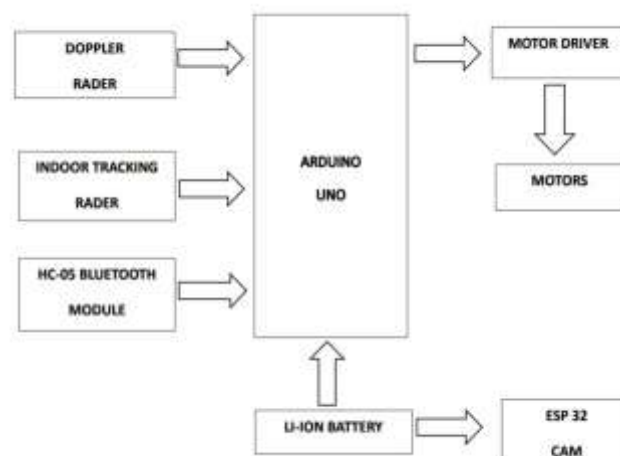 DOPPLER
RADER
MOTOR DRIVER
ARDUINO
UNO
INDOOR TRACKING
RADER
MOTORS
HC-05 BLUETOOTH
MODULE
LI-ION BATTERY
ESP 32
CAM